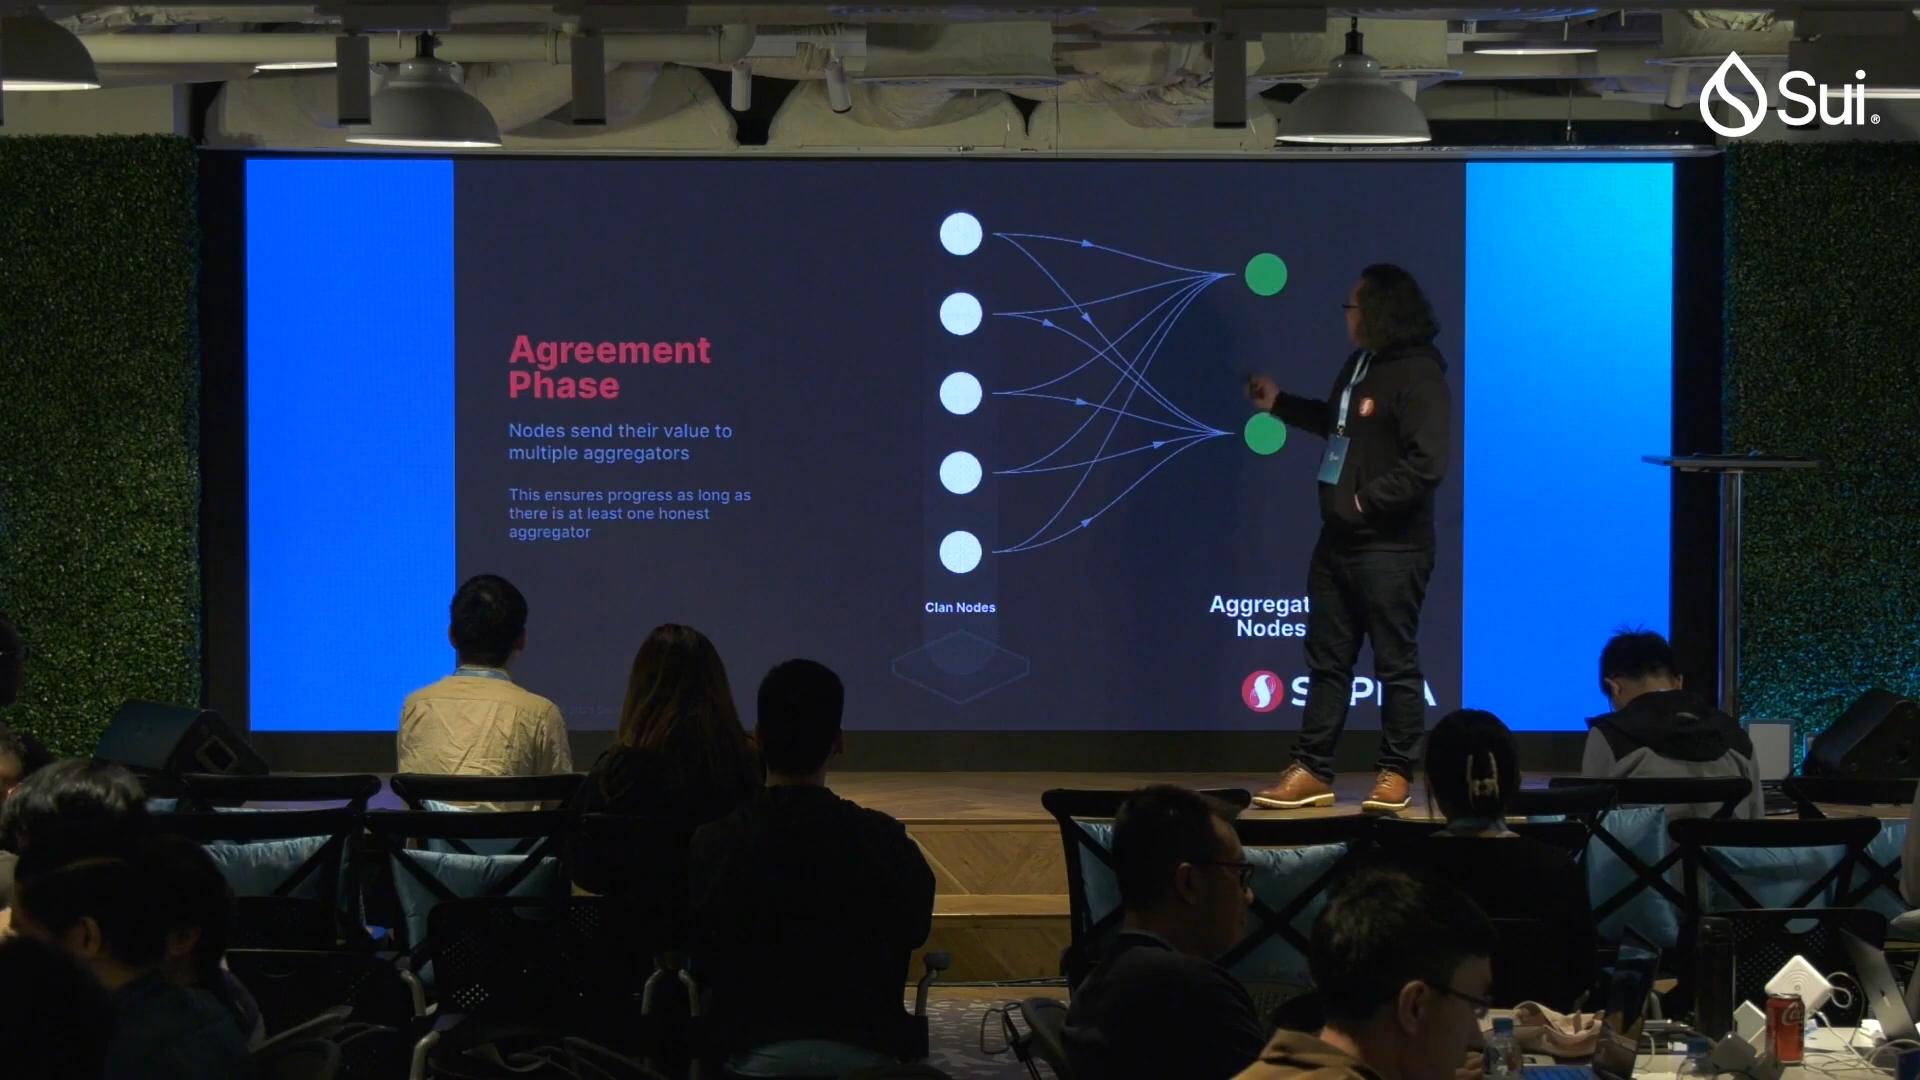 Sui®
Agreement
Phase
Nodes send their value to
multiple aggregators
This ensures progress as long as
there is at least one honest
aggregator
Clan Nodes
Nodes